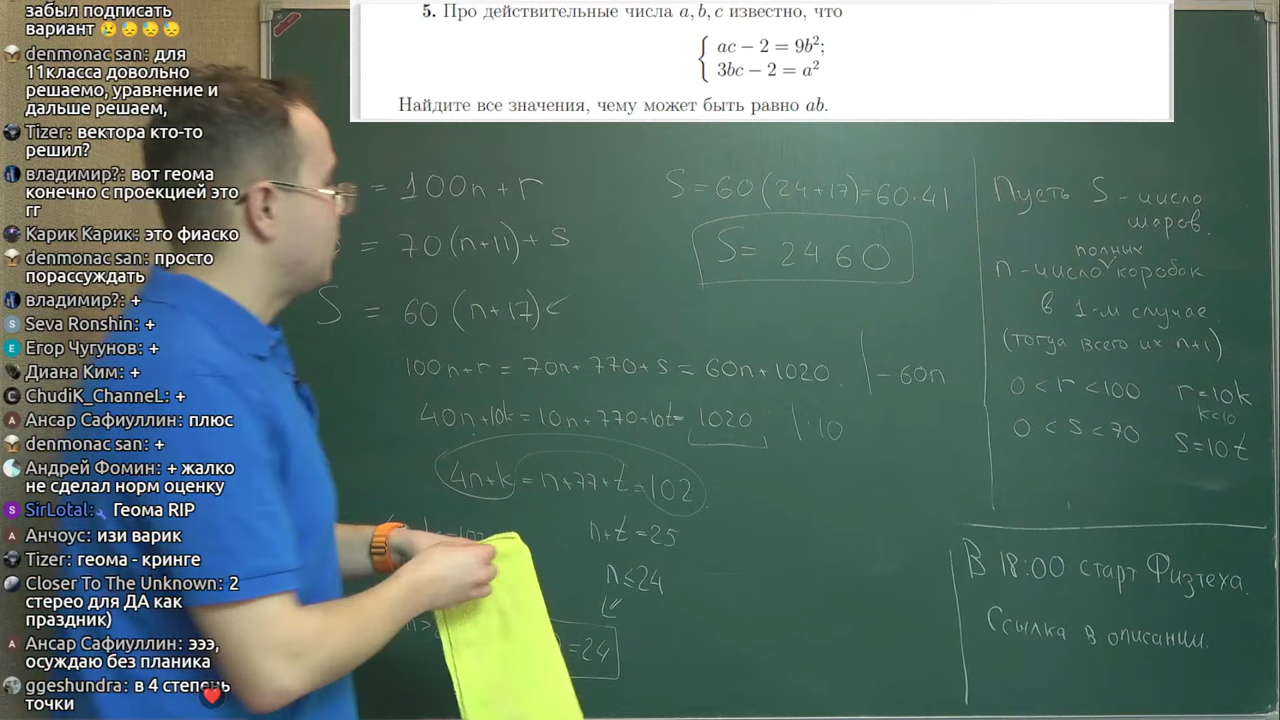 забыл подписать
вариант 😢😓😓😓
denmonac san: для
11класса довольно
решаемо, уравнение и
дальше решаем,
Tizer: вектора кто-то
решил?
владимир?: вот геома
конечно с проекцией это
гг
Карик Карик: это фиаско
denmonac san: просто
порассуждать
владимир?: +
Seva Ronshin: +
Егор Чугунов: +
Диана Ким: +
ChudiK_ChanneL: +
Ансар Сафиуллин: плюс
denmonac san: +
Андрей Фомин: + жалко
не сделал норм оценку
SirLotal: Геома RIP
Анчоус: изи варик
Tizer: геома - кринге
Closer To The Unknown: 2
стерео для ДА как
праздник)
Ансар Сафиуллин: эээ,
осуждаю без планика
ggeshundra: в 4 степень
точки
5. Про действительные числа a, b, c известно, что
ac − 2 = 9b²;
3bc − 2 = a²
Найдите все значения, чему может быть равно ab.
= 100n + r
= 70(n+11) + s
S = 60(n+17)
100n+r = 70n+770+s = 60n+1020 | -60n
40n+10k = 10n+770+10t = 1020 | :10
4n+k = n+77+t = 102
n+t=25
n≤24
=24
S=60(24+17)=60·41
S= 2460
Пусть S - число
шаров.
полных
n - число коробок
в 1-м случае
(тогда всего их n+1)
0 < r < 100 r=10k
k<10
0 < s < 70 s=10t
В 18:00 старт Физтеха.
Ссылка в описании.